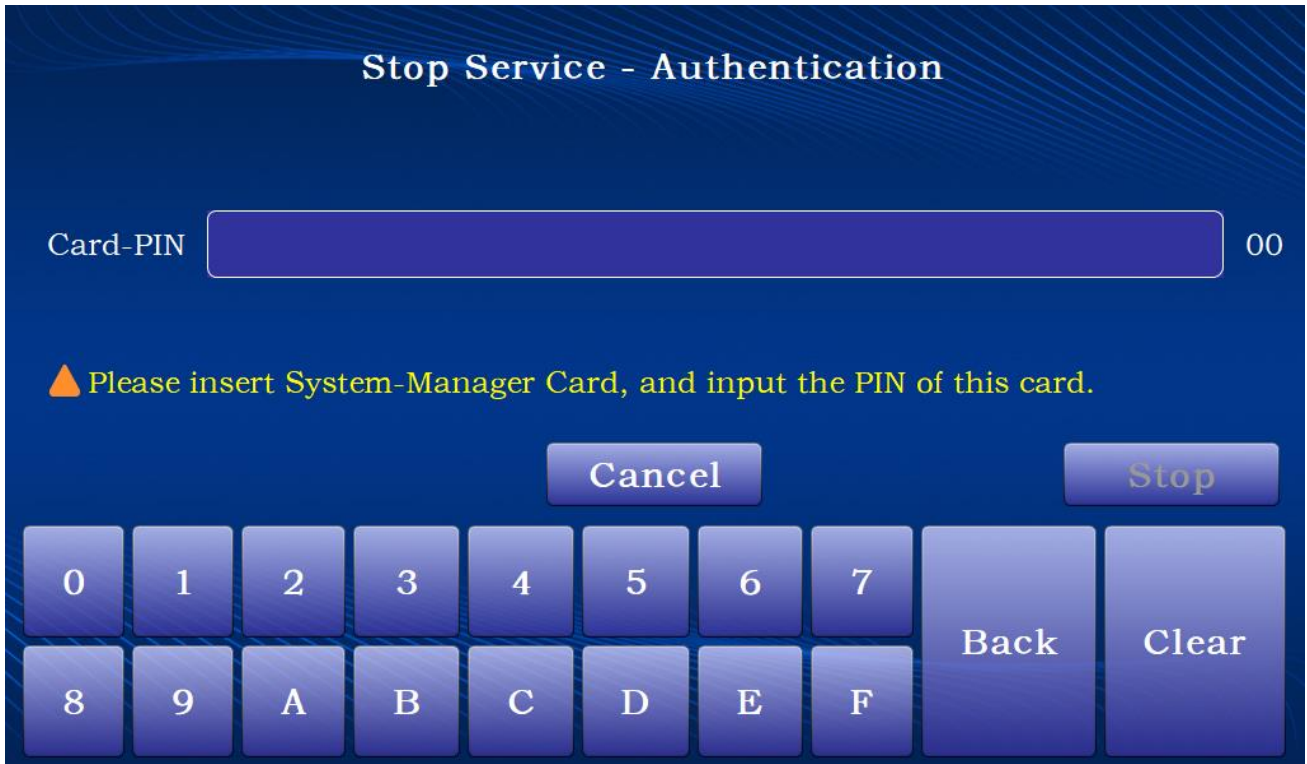 Stop Service - Authentication
Card-PIN 00
Please insert System-Manager Card, and input the PIN of this card.
Cancel Stop
0 1 2 3 4 5 6 7 Back Clear
8 9 A B C D E F